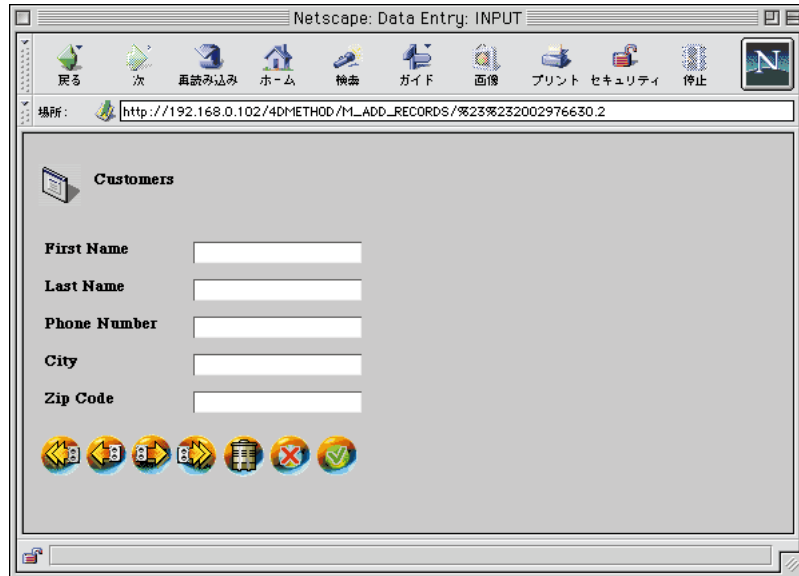 Netscape: Data Entry: INPUT
戻る 次 再読み込み ホーム 検索 ガイド 画像 プリント セキュリティ 停止
N
場所: http://192.168.0.102/4DMETHOD/M_ADD_RECORDS/%23%232002976630.2
Customers
First Name
Last Name
Phone Number
City
Zip Code